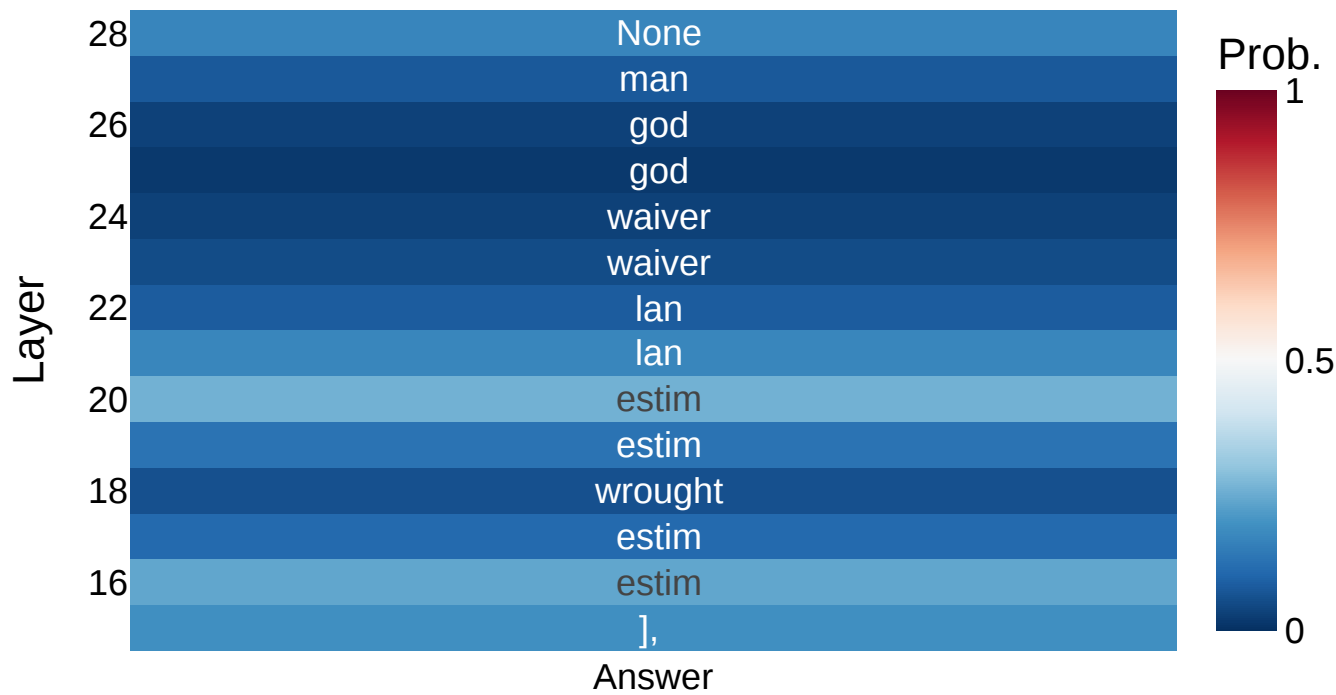 28 None
man
26 god
god
24 waiver
waiver
22 lan
lan
20 estim
estim
18 wrought
estim
16 estim
],
Answer
Layer
Prob.
1
0.5
0